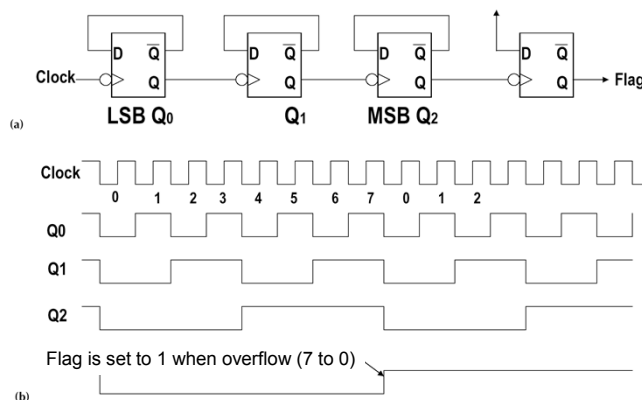 D Q̅ D Q̅ D Q̅ D Q̅
Clock Q Q Q Q Flag
LSB Q0 Q1 MSB Q2
(a)
Clock
0 1 2 3 4 5 6 7 0 1 2
Q0
Q1
Q2
Flag is set to 1 when overflow (7 to 0)
(b)